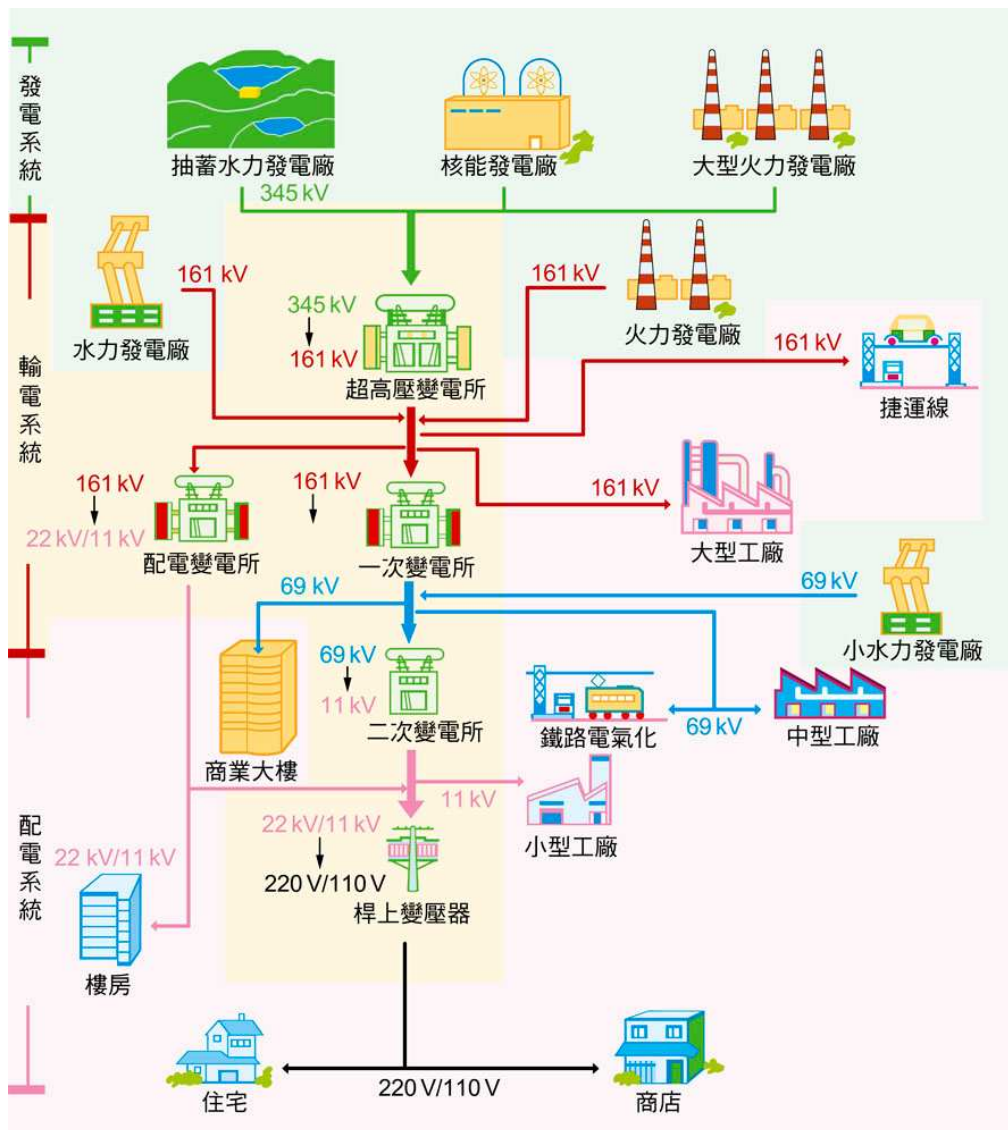 發電系統
抽蓄水力發電廠
核能發電廠
大型火力發電廠
345 kV
輸電系統
水力發電廠
161 kV
345 kV
161 kV
超高壓變電所
161 kV
火力發電廠
161 kV
捷運線
161 kV
22 kV/11 kV
配電變電所
161 kV
一次變電所
161 kV
大型工廠
69 kV
69 kV
小水力發電廠
商業大樓
69 kV
11 kV
二次變電所
鐵路電氣化
69 kV
中型工廠
配電系統
11 kV
小型工廠
22 kV/11 kV
220 V/110 V
桿上變壓器
22 kV/11 kV
樓房
住宅
220 V/110 V
商店